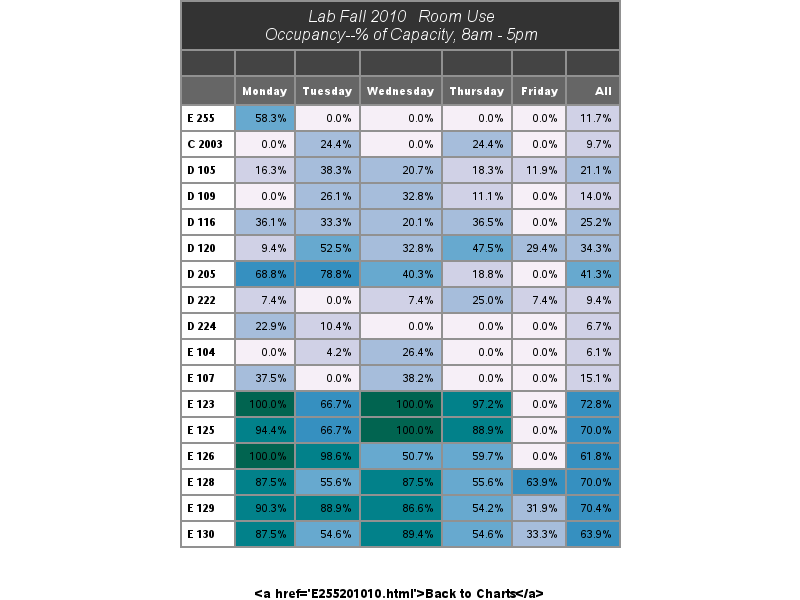 Lab Fall 2010 Room Use
Occupancy--% of Capacity, 8am - 5pm
Monday Tuesday Wednesday Thursday Friday All
E 255 58.3% 0.0% 0.0% 0.0% 0.0% 11.7%
C 2003 0.0% 24.4% 0.0% 24.4% 0.0% 9.7%
D 105 16.3% 38.3% 20.7% 18.3% 11.9% 21.1%
D 109 0.0% 26.1% 32.8% 11.1% 0.0% 14.0%
D 116 36.1% 33.3% 20.1% 36.5% 0.0% 25.2%
D 120 9.4% 52.5% 32.8% 47.5% 29.4% 34.3%
D 205 68.8% 78.8% 40.3% 18.8% 0.0% 41.3%
D 222 7.4% 0.0% 7.4% 25.0% 7.4% 9.4%
D 224 22.9% 10.4% 0.0% 0.0% 0.0% 6.7%
E 104 0.0% 4.2% 26.4% 0.0% 0.0% 6.1%
E 107 37.5% 0.0% 38.2% 0.0% 0.0% 15.1%
E 123 100.0% 66.7% 100.0% 97.2% 0.0% 72.8%
E 125 94.4% 66.7% 100.0% 88.9% 0.0% 70.0%
E 126 100.0% 98.6% 50.7% 59.7% 0.0% 61.8%
E 128 87.5% 55.6% 87.5% 55.6% 63.9% 70.0%
E 129 90.3% 88.9% 86.6% 54.2% 31.9% 70.4%
E 130 87.5% 54.6% 89.4% 54.6% 33.3% 63.9%
<a href='E255201010.html'>Back to Charts</a>